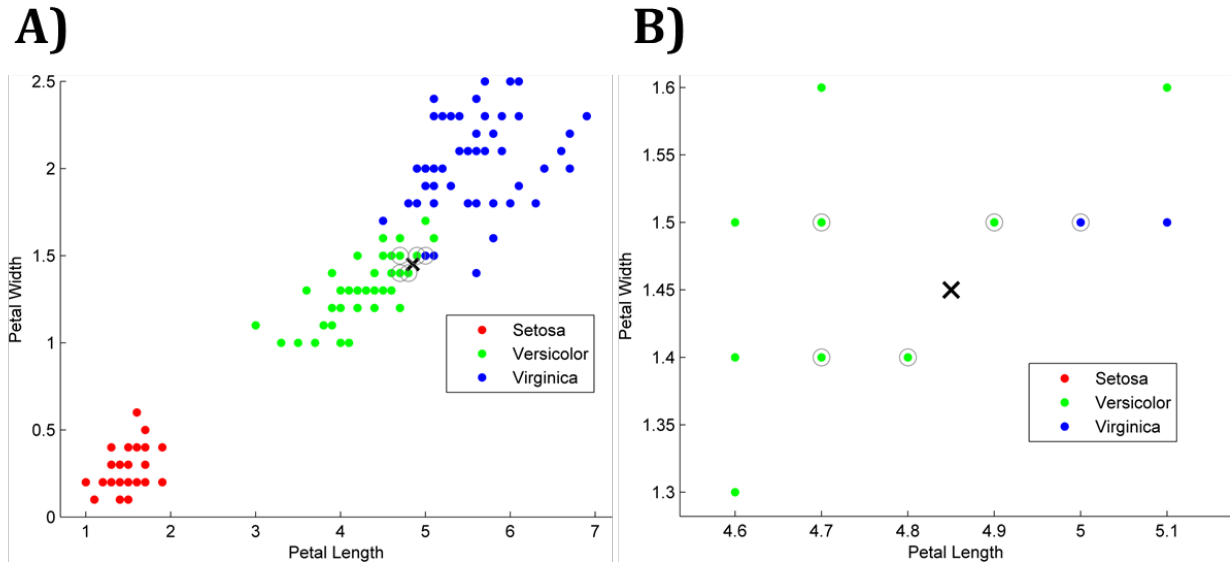 A)
2.5
2
1.5
1
0.5
0
Petal Width
1 2 3 4 5 6 7
Petal Length
Setosa
Versicolor
Virginica
B)
1.6
1.55
1.5
1.45
1.4
1.35
1.3
Petal Width
4.6 4.7 4.8 4.9 5 5.1
Petal Length
Setosa
Versicolor
Virginica